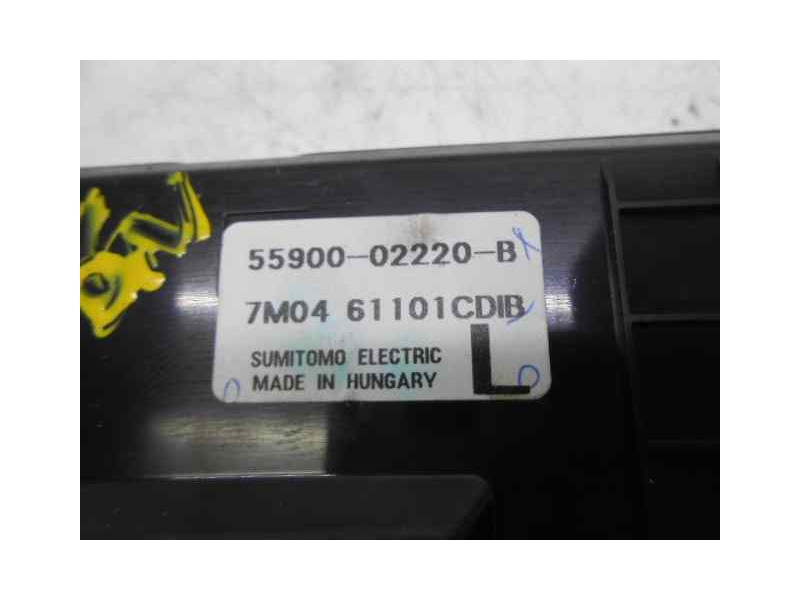 55900-02220-B
7M04 61101CDIB
SUMITOMO ELECTRIC
MADE IN HUNGARY
L